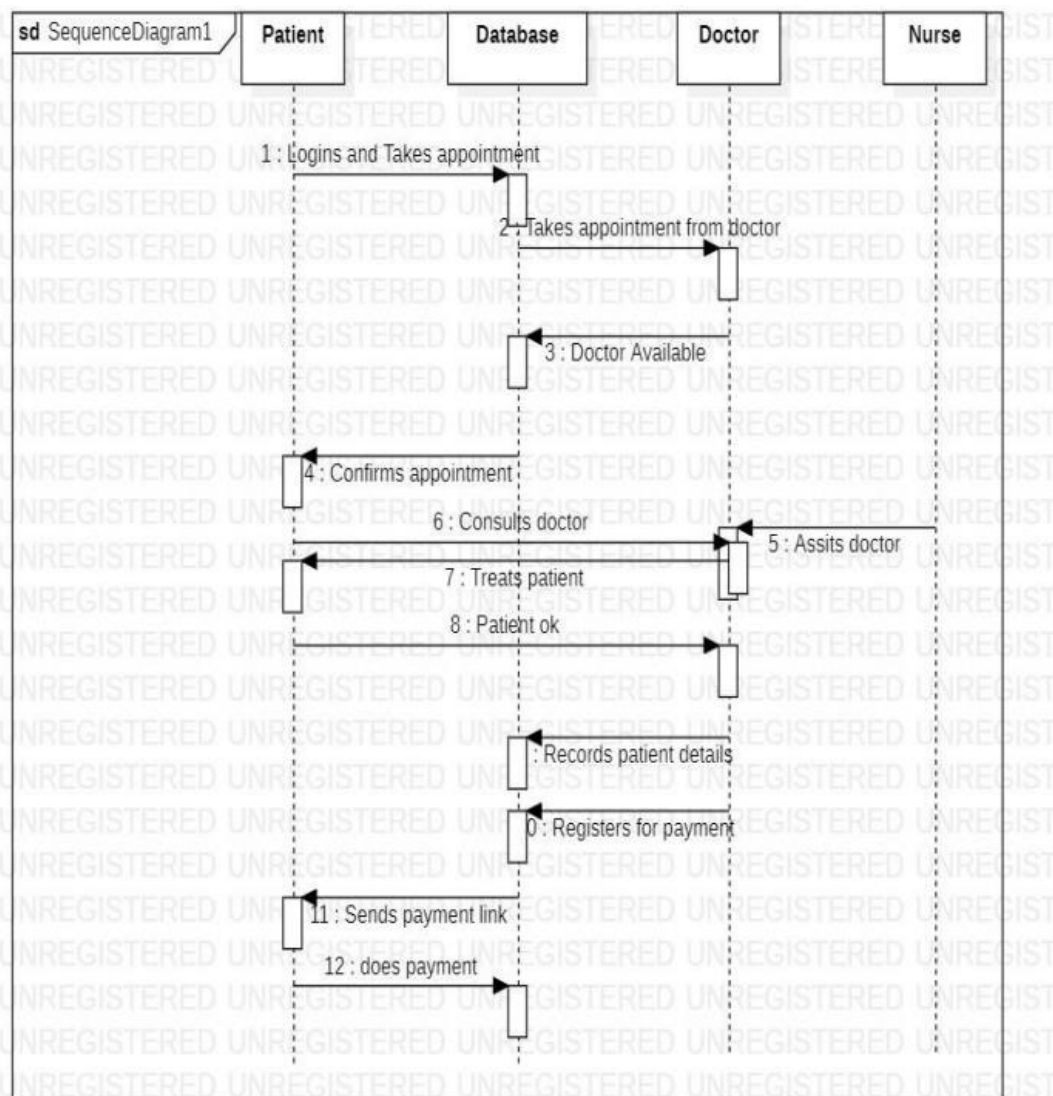 sd SequenceDiagram1
Patient
Database
Doctor
Nurse
1 : Logins and Takes appointment
2 : Takes appointment from doctor
3 : Doctor Available
4 : Confirms appointment
6 : Consults doctor
5 : Assits doctor
7 : Treats patient
8 : Patient ok
: Records patient details
0 : Registers for payment
11 : Sends payment link
12 : does payment
UNREGISTERED